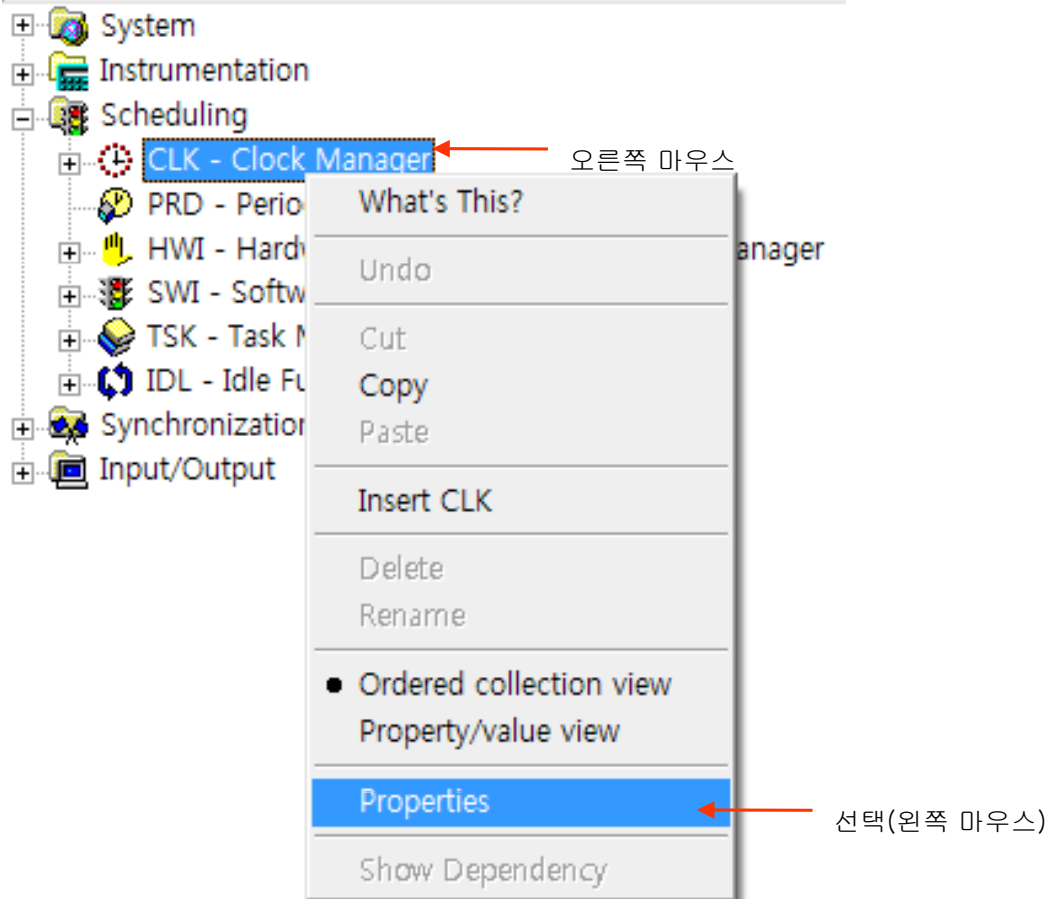 System
Instrumentation
Scheduling
CLK - Clock Manager
오른쪽 마우스
PRD - Perio
What's This?
HWI - Hardw
anager
Undo
SWI - Softw
TSK - Task M
Cut
IDL - Idle Fu
Copy
Synchronization
Paste
Input/Output
Insert CLK
Delete
Rename
Ordered collection view
Property/value view
Properties
선택(왼쪽 마우스)
Show Dependency